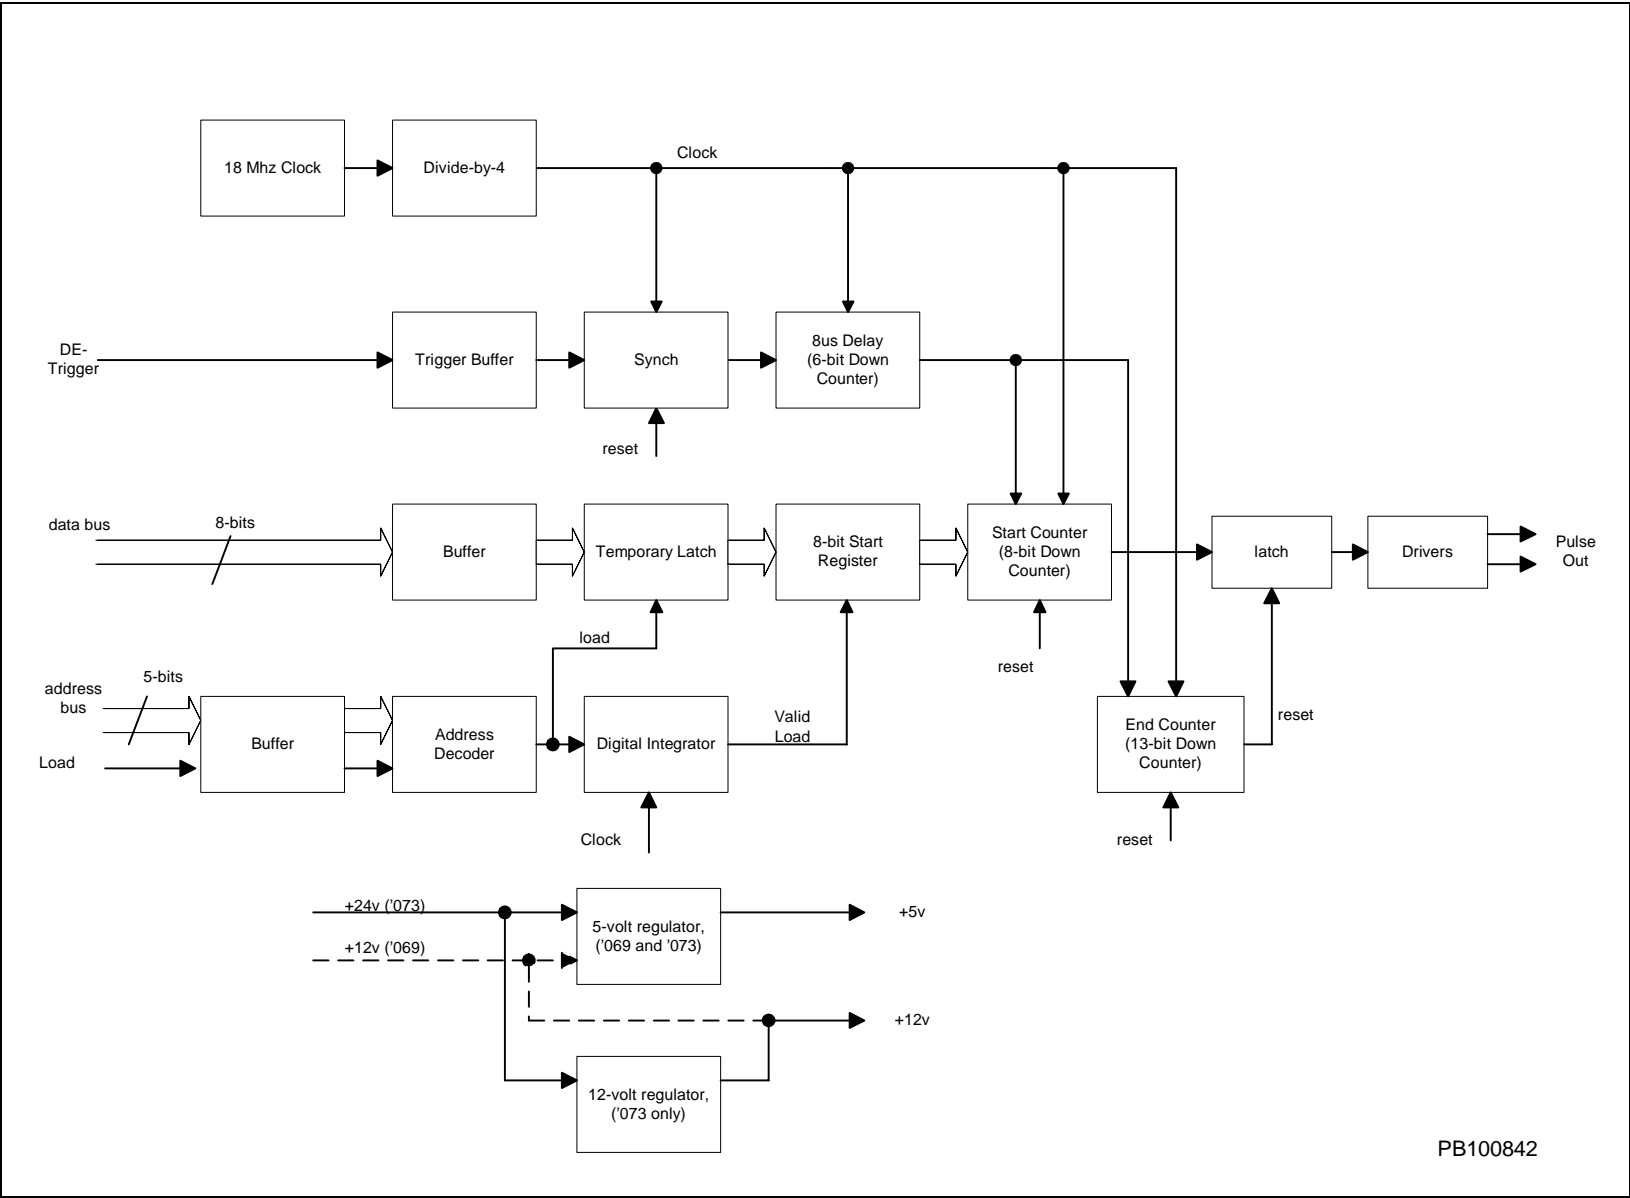 18 Mhz Clock
Divide-by-4
Clock
DE-
Trigger
Trigger Buffer
Synch
8us Delay
(6-bit Down
Counter)
reset
data bus
8-bits
Buffer
Temporary Latch
8-bit Start
Register
Start Counter
(8-bit Down
Counter)
latch
Drivers
Pulse
Out
load
reset
address
bus
5-bits
Load
Buffer
Address
Decoder
Digital Integrator
Valid
Load
End Counter
(13-bit Down
Counter)
reset
Clock
reset
+24v ('073)
+12v ('069)
5-volt regulator,
('069 and '073)
+5v
+12v
12-volt regulator,
('073 only)
PB100842